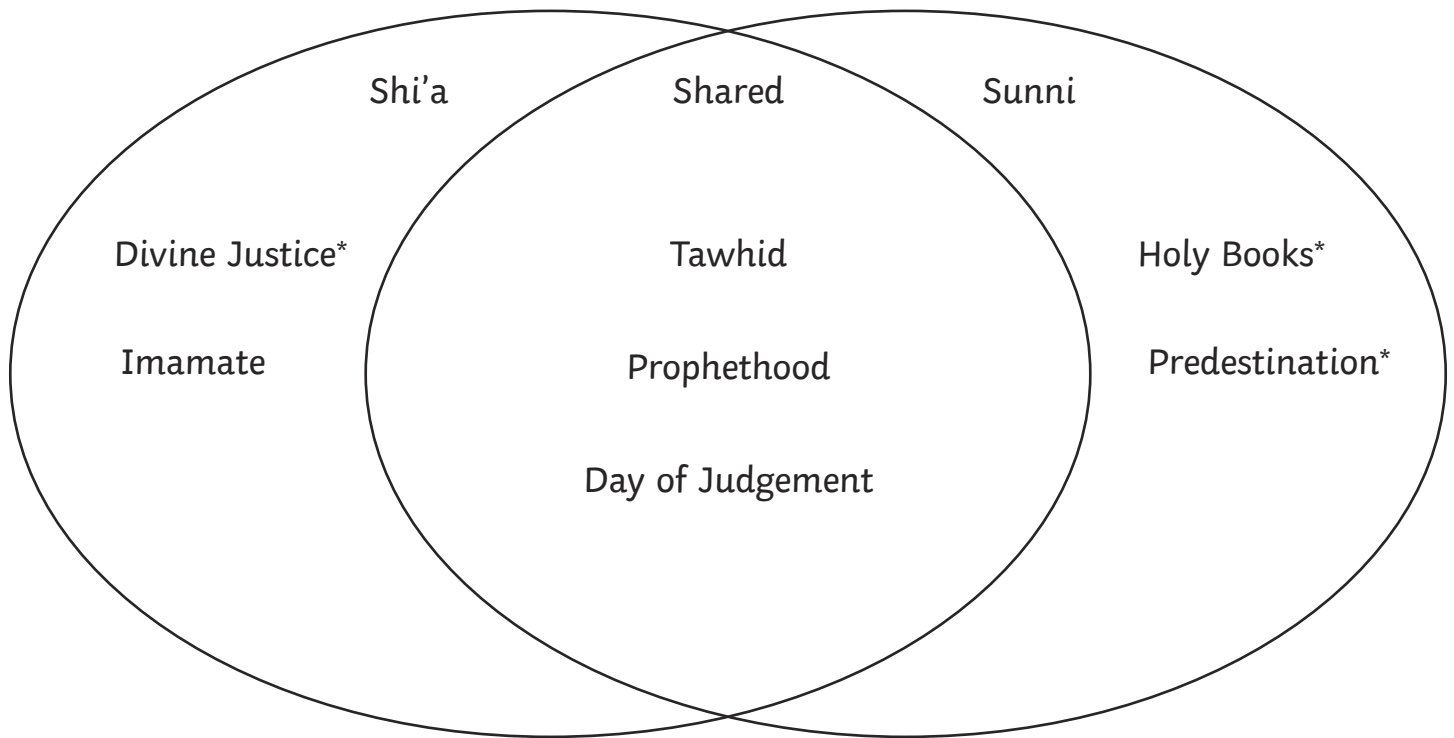 Shi’a
Shared
Sunni
Divine Justice*
Tawhid
Holy Books*
Imamate
Prophethood
Predestination*
Day of Judgement